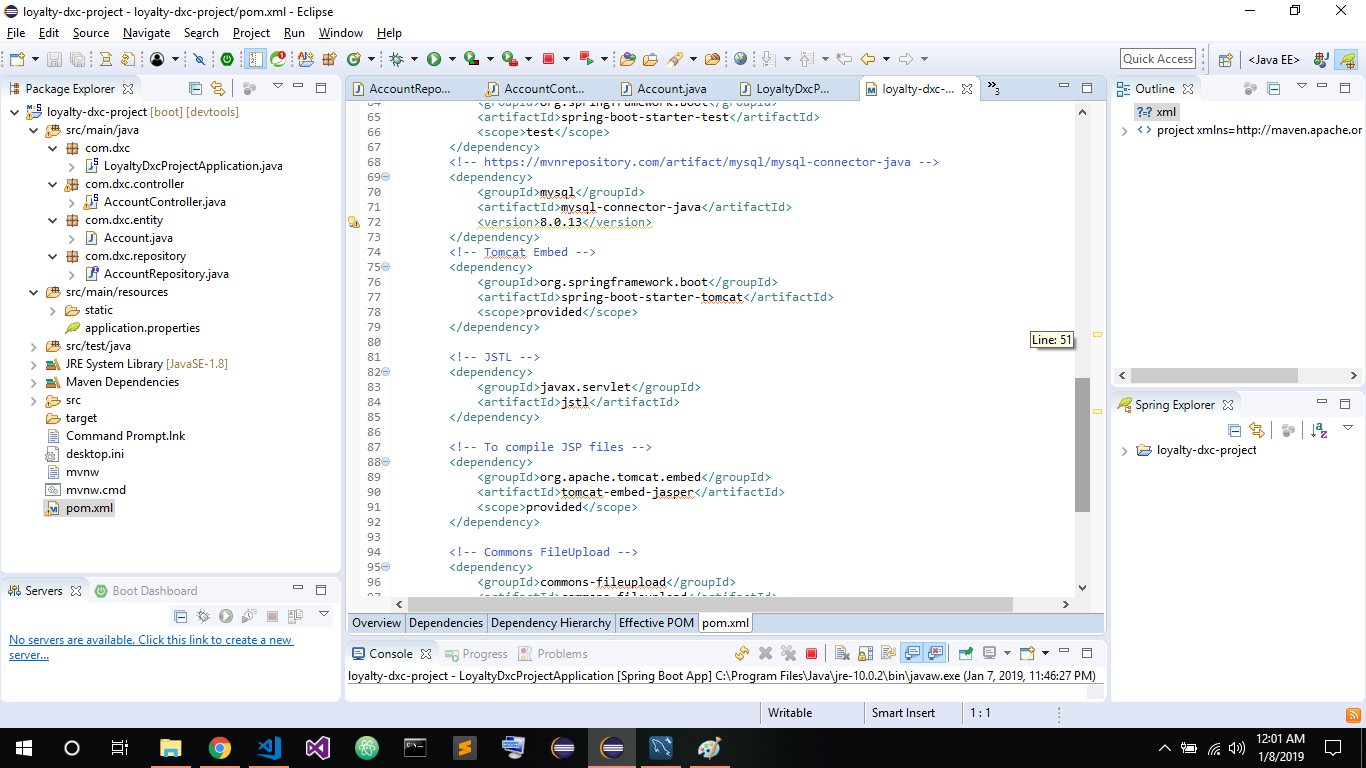 loyalty-dxc-project - loyalty-dxc-project/pom.xml - Eclipse
File Edit Source Navigate Search Project Run Window Help
Quick Access
<Java EE>
Package Explorer
loyalty-dxc-project [boot] [devtools]
src/main/java
com.dxc
LoyaltyDxcProjectApplication.java
com.dxc.controller
AccountController.java
com.dxc.entity
Account.java
com.dxc.repository
AccountRepository.java
src/main/resources
static
application.properties
src/test/java
JRE System Library [JavaSE-1.8]
Maven Dependencies
src
target
Command Prompt.lnk
desktop.ini
mvnw
mvnw.cmd
pom.xml
Servers
Boot Dashboard
No servers are available. Click this link to create a new
server...
AccountRepo...
AccountCont...
Account.java
LoyaltyDxcP...
loyalty-dxc-...
»3
64 <groupId>org.springframework.boot</groupId>
65 <artifactId>spring-boot-starter-test</artifactId>
66 <scope>test</scope>
67 </dependency>
68 <!-- https://mvnrepository.com/artifact/mysql/mysql-connector-java -->
69 <dependency>
70 <groupId>mysql</groupId>
71 <artifactId>mysql-connector-java</artifactId>
72 <version>8.0.13</version>
73 </dependency>
74 <!-- Tomcat Embed -->
75 <dependency>
76 <groupId>org.springframework.boot</groupId>
77 <artifactId>spring-boot-starter-tomcat</artifactId>
78 <scope>provided</scope>
79 </dependency>
80
81 <!-- JSTL -->
82 <dependency>
83 <groupId>javax.servlet</groupId>
84 <artifactId>jstl</artifactId>
85 </dependency>
86
87 <!-- To compile JSP files -->
88 <dependency>
89 <groupId>org.apache.tomcat.embed</groupId>
90 <artifactId>tomcat-embed-jasper</artifactId>
91 <scope>provided</scope>
92 </dependency>
93
94 <!-- Commons FileUpload -->
95 <dependency>
96 <groupId>commons-fileupload</groupId>
97 <artifactId>commons-fileupload</artifactId>
Line: 51
Overview Dependencies Dependency Hierarchy Effective POM pom.xml
Console Progress Problems
loyalty-dxc-project - LoyaltyDxcProjectApplication [Spring Boot App] C:\Program Files\Java\jre-10.0.2\bin\javaw.exe (Jan 7, 2019, 11:46:27 PM)
Outline
xml
project xmlns=http://maven.apache.or
Spring Explorer
loyalty-dxc-project
Writable
Smart Insert
1 : 1
12:01 AM
1/8/2019